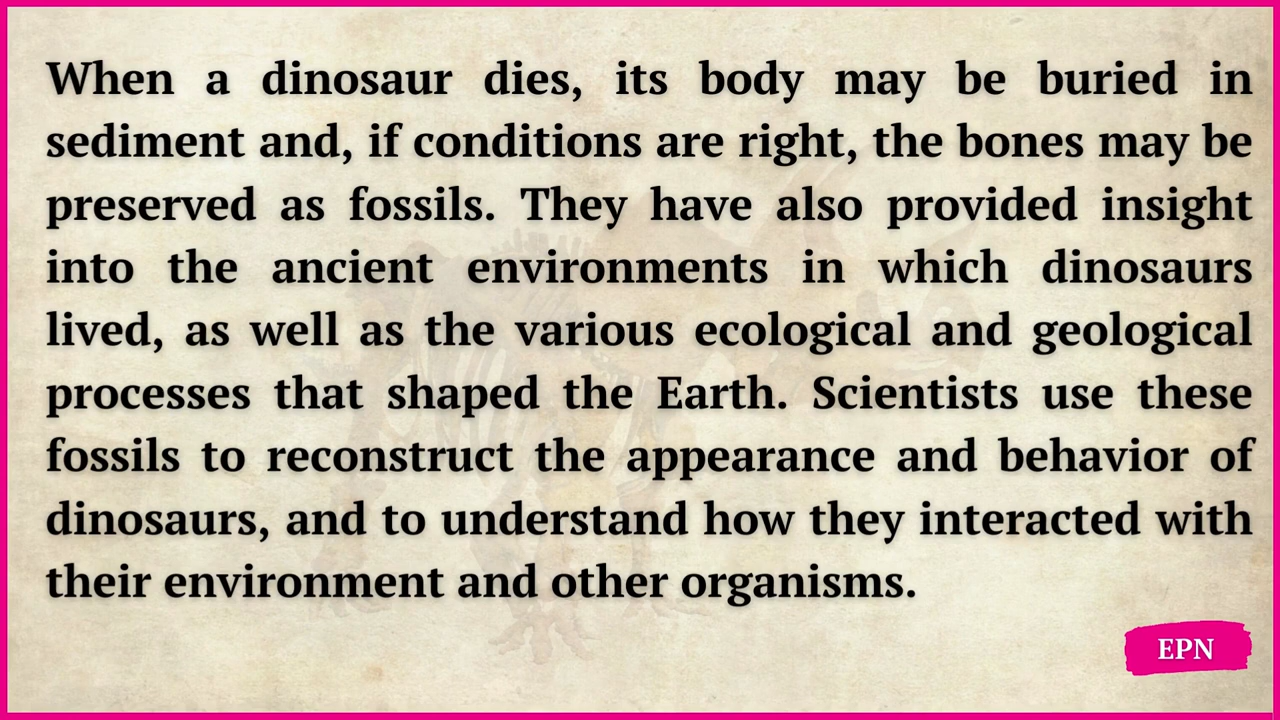 When a dinosaur dies, its body may be buried in
sediment and, if conditions are right, the bones may be
preserved as fossils. They have also provided insight
into the ancient environments in which dinosaurs
lived, as well as the various ecological and geological
processes that shaped the Earth. Scientists use these
fossils to reconstruct the appearance and behavior of
dinosaurs, and to understand how they interacted with
their environment and other organisms.
EPN